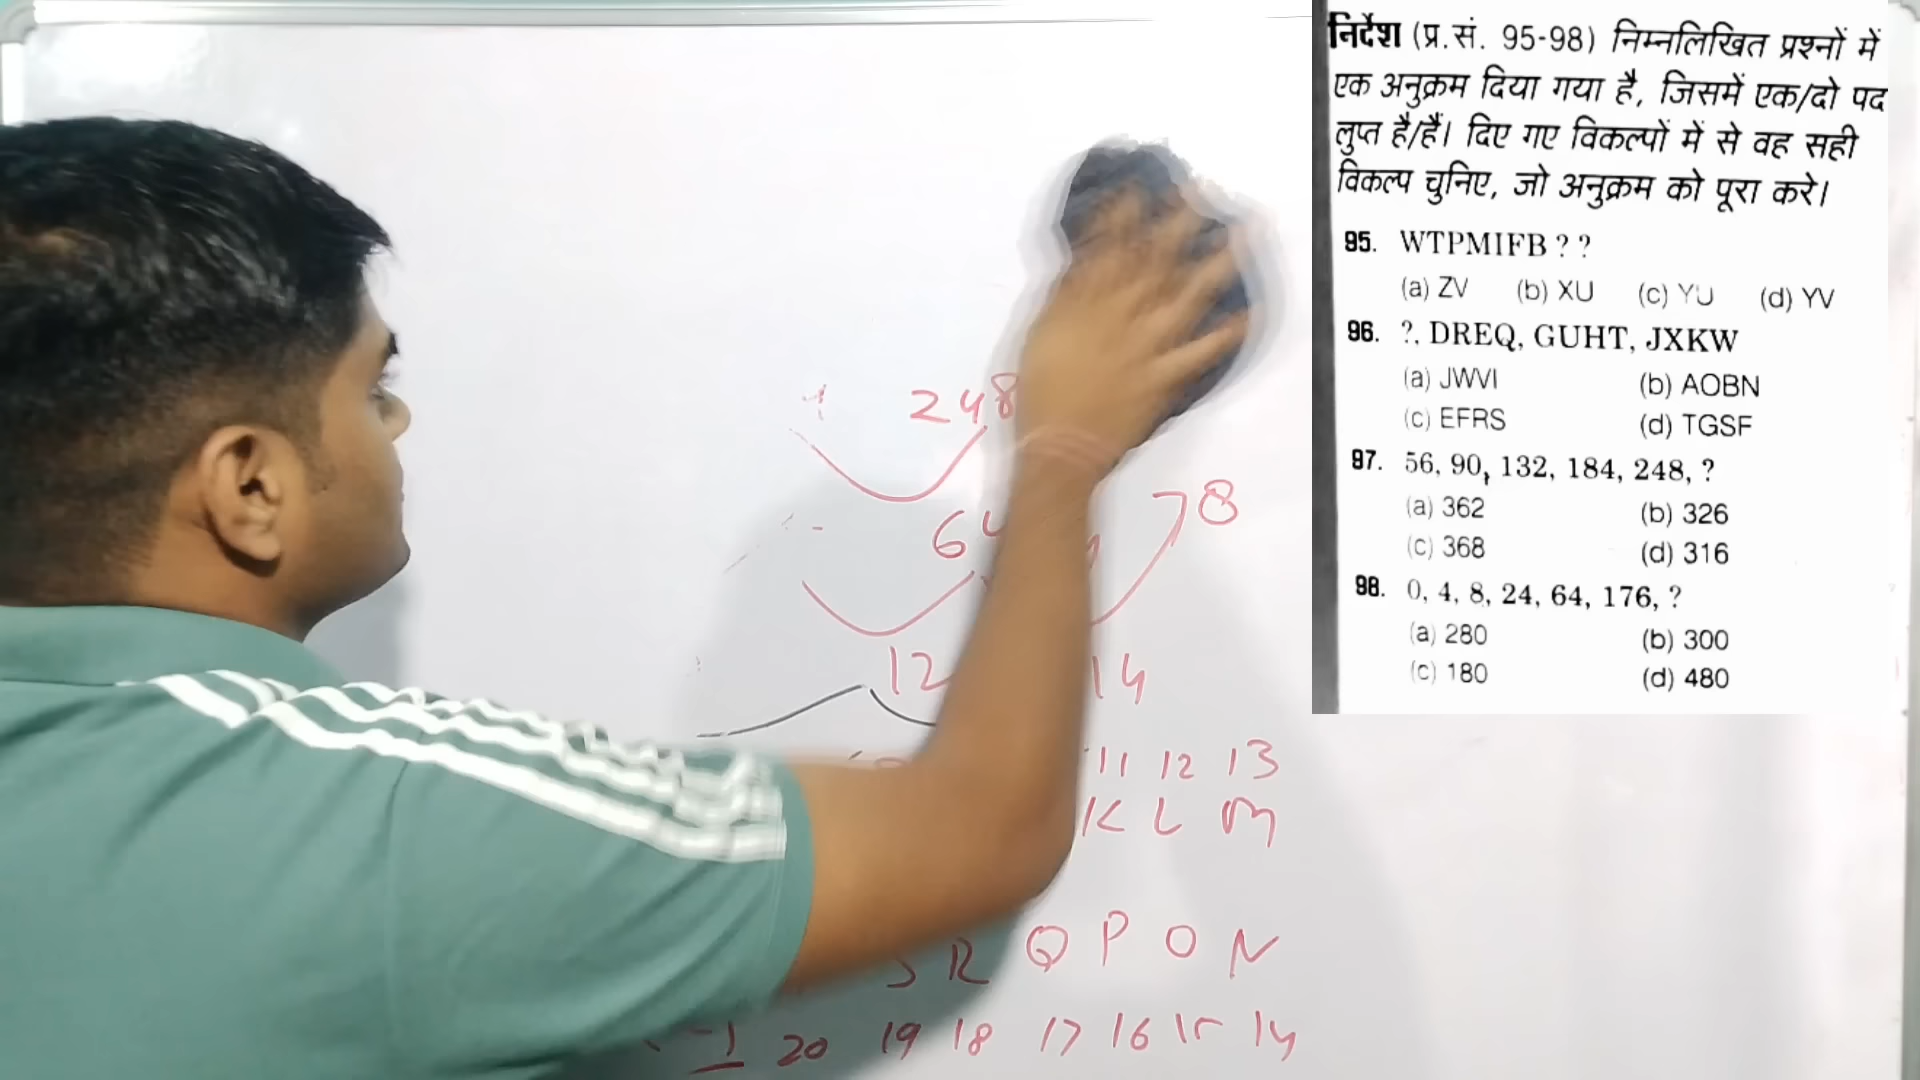 निर्देश (प्र.सं. 95-98) निम्नलिखित प्रश्नों में
एक अनुक्रम दिया गया है, जिसमें एक/दो पद
लुप्त है/हैं। दिए गए विकल्पों में से वह सही
विकल्प चुनिए, जो अनुक्रम को पूरा करे।
95. WTPMIFB ? ?
(a) ZV (b) XU (c) YU (d) YV
96. ?, DREQ, GUHT, JXKW
(a) JWVI (b) AOBN
(c) EFRS (d) TGSF
97. 56, 90, 132, 184, 248, ?
(a) 362 (b) 326
(c) 368 (d) 316
98. 0, 4, 8, 24, 64, 176, ?
(a) 280 (b) 300
(c) 180 (d) 480
248
64 78
12 14
11 12 13
K L M
S R Q P O N
20 19 18 17 16 15 14